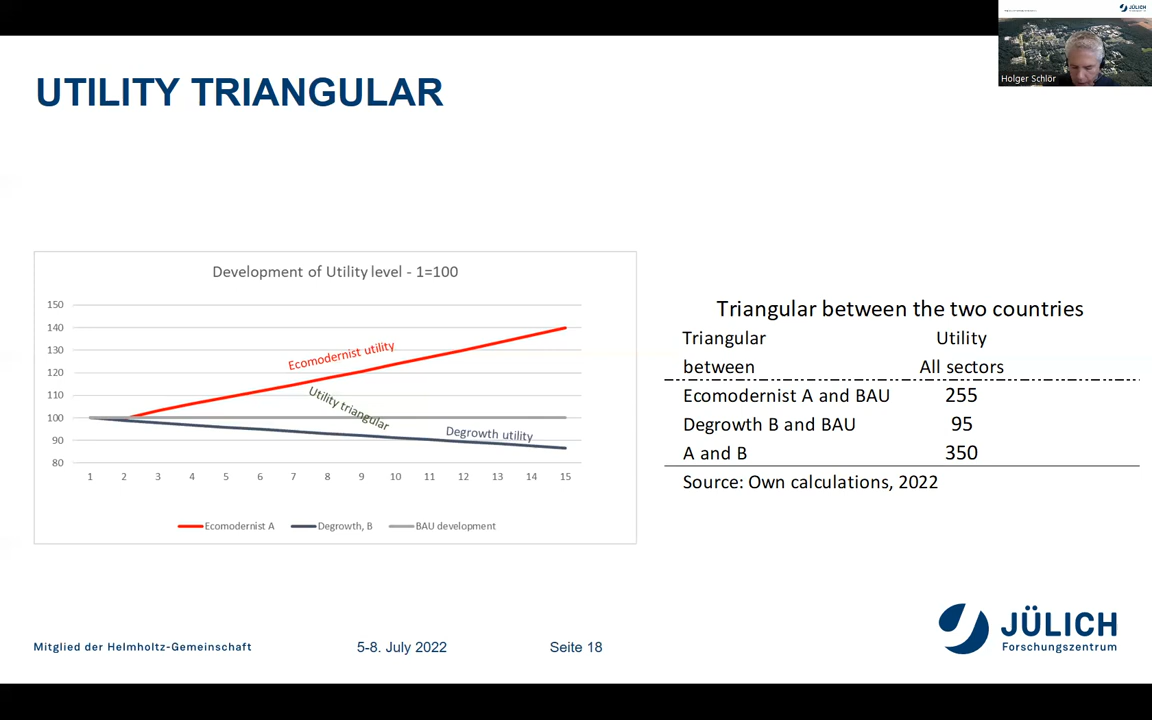 JÜLICH
Holger Schlör
UTILITY TRIANGULAR
Development of Utility level - 1=100
150
140
130
120
110
100
90
80
Ecomodernist utility
Utility triangular
Degrowth utility
1 2 3 4 5 6 7 8 9 10 11 12 13 14 15
Ecomodernist A Degrowth, B BAU development
Triangular between the two countries
Triangular Utility
between All sectors
Ecomodernist A and BAU 255
Degrowth B and BAU 95
A and B 350
Source: Own calculations, 2022
Mitglied der Helmholtz-Gemeinschaft 5-8. July 2022 Seite 18
JÜLICH
Forschungszentrum